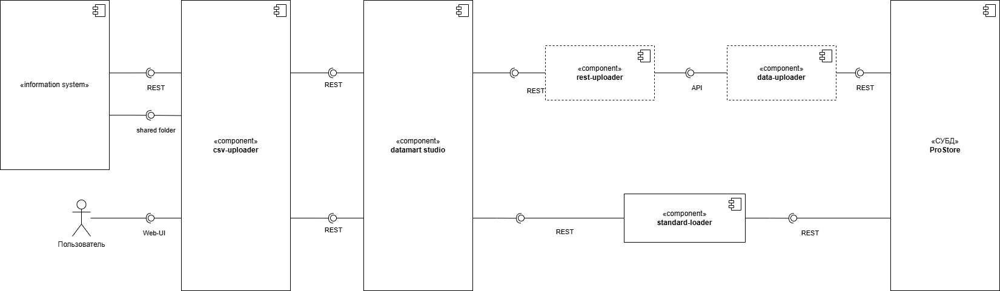 «information system»
REST
shared folder
Пользователь
Web-UI
«component»
csv-uploader
REST
REST
«component»
datamart studio
REST
«component»
rest-uploader
API
«component»
data-uploader
REST
REST
«component»
standard-loader
REST
«СУБД»
ProStore